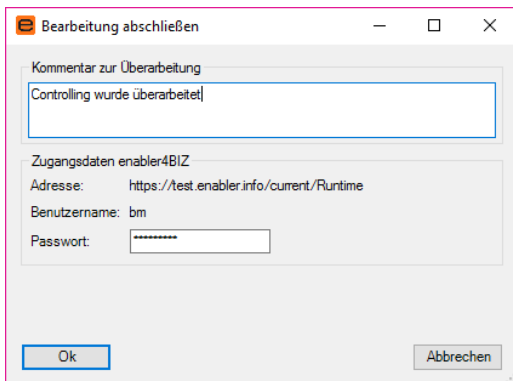 Bearbeitung abschließen
Kommentar zur Überarbeitung
Controlling wurde überarbeitet
Zugangsdaten enabler4BIZ
Adresse: https://test.enabler.info/current/Runtime
Benutzername: bm
Passwort: *********
Ok Abbrechen